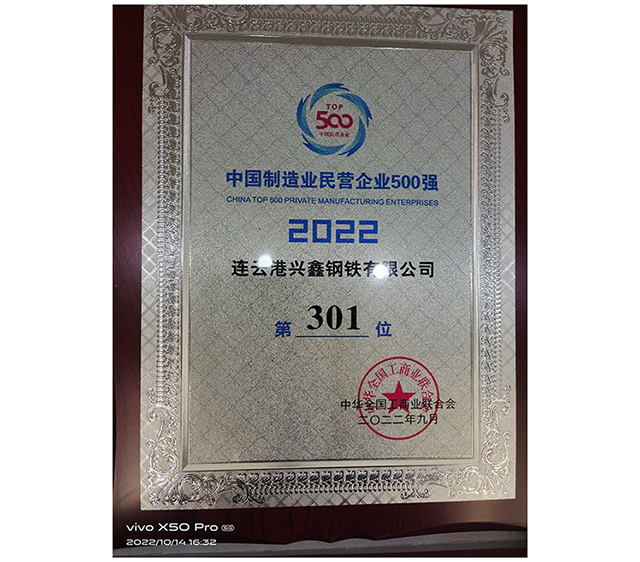 TOP
500
中国民营企业
中国制造业民营企业500强
CHINA TOP 500 PRIVATE MANUFACTURING ENTERPRISES
2022
连云港兴鑫钢铁有限公司
第 301 位
中华全国工商业联合会
中华全国工商业联合会
二〇二二年九月
vivo X50 Pro 5G
2022/10/14 16:32